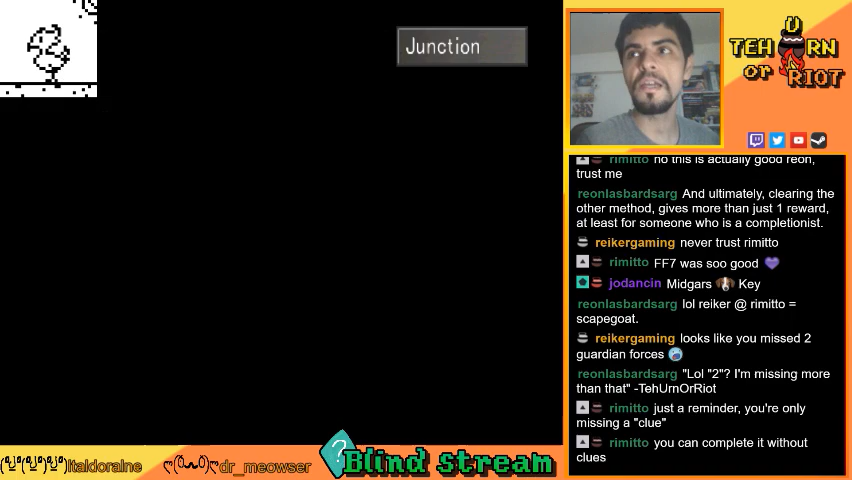 Junction
TEH U RN
or RIOT
rimitto no this is actually good reon,
trust me
reonlasbardsarg And ultimately, clearing the
other method, gives more than just 1 reward,
at least for someone who is a completionist.
reikergaming never trust rimitto
rimitto FF7 was soo good
jodancin Midgars Key
reonlasbardsarg lol reiker @ rimitto =
scapegoat.
reikergaming looks like you missed 2
guardian forces
reonlasbardsarg "Lol "2"? I'm missing more
than that" -TehUrnOrRiot
rimitto just a reminder, you're only
missing a "clue"
rimitto you can complete it without
clues
Italdoraine
dr_meowser
? Blind stream